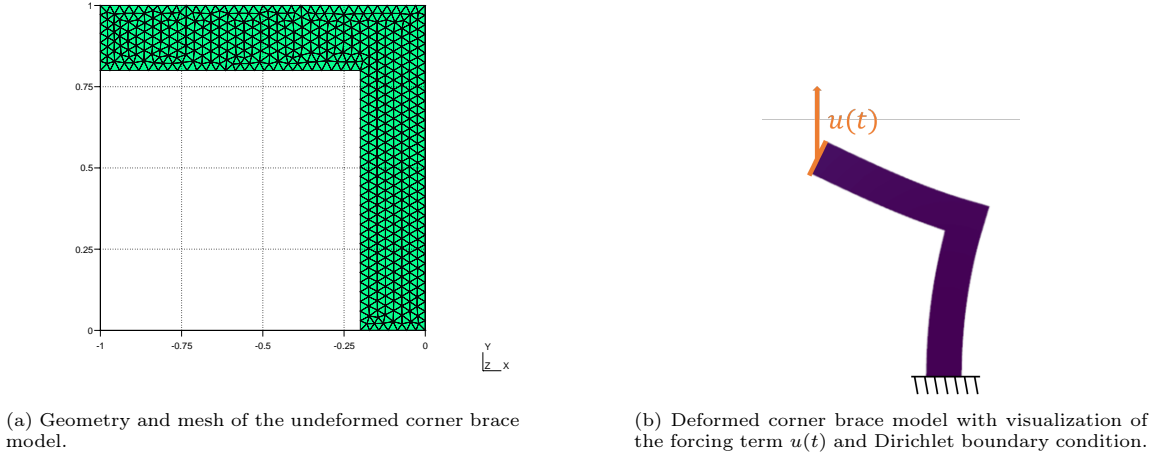 1
0.75
0.5
0.25
0
-1
-0.75
-0.5
-0.25
0
Y
Z
X
u(t)
(a) Geometry and mesh of the undeformed corner brace
model.
(b) Deformed corner brace model with visualization of
the forcing term u(t) and Dirichlet boundary condition.